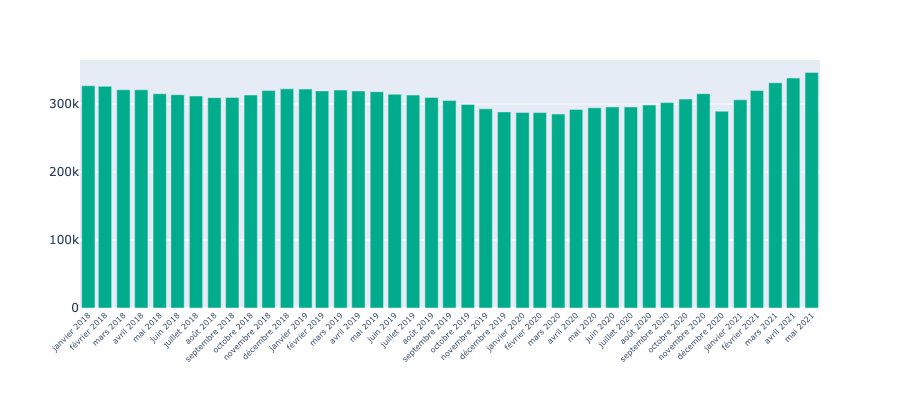 300k
200k
100k
0
janvier 2018
février 2018
mars 2018
avril 2018
mai 2018
juin 2018
juillet 2018
août 2018
septembre 2018
octobre 2018
novembre 2018
décembre 2018
janvier 2019
février 2019
mars 2019
avril 2019
mai 2019
juin 2019
juillet 2019
août 2019
septembre 2019
octobre 2019
novembre 2019
décembre 2019
janvier 2020
février 2020
mars 2020
avril 2020
mai 2020
juin 2020
juillet 2020
août 2020
septembre 2020
octobre 2020
novembre 2020
décembre 2020
janvier 2021
février 2021
mars 2021
avril 2021
mai 2021